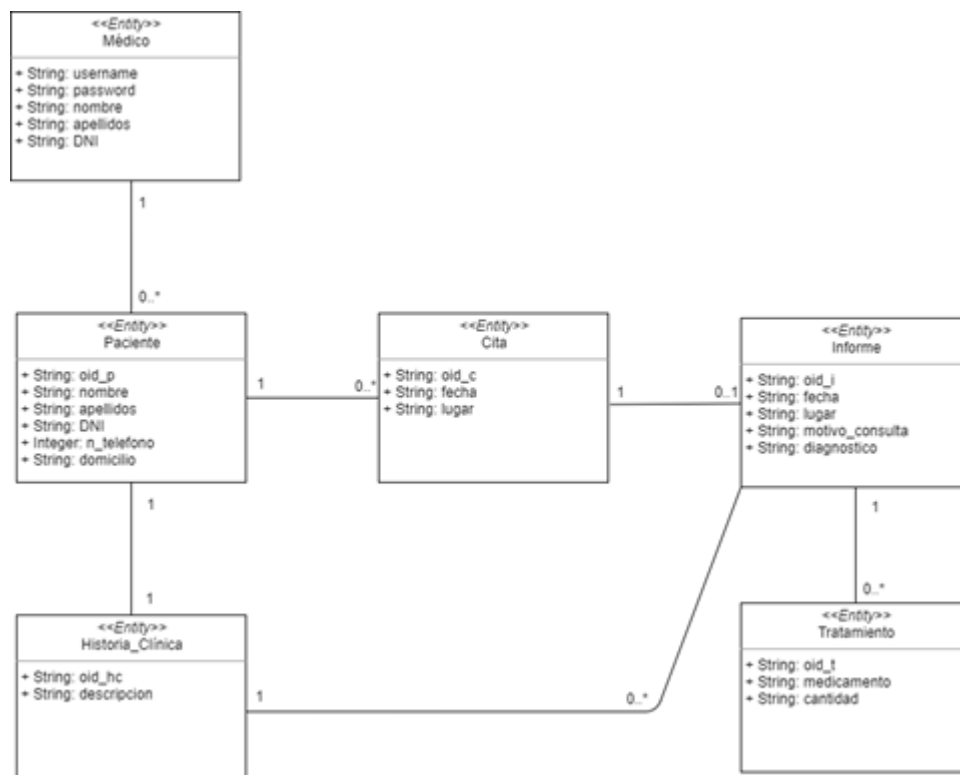 <<Entity>>
Médico
+ String: username
+ String: password
+ String: nombre
+ String: apellidos
+ String: DNI
1
0..*
<<Entity>>
Paciente
+ String: oid_p
+ String: nombre
+ String: apellidos
+ String: DNI
+ Integer: n_telefono
+ String: domicilio
1
0..*
<<Entity>>
Cita
+ String: oid_c
+ String: fecha
+ String: lugar
1
0..1
<<Entity>>
Informe
+ String: oid_i
+ String: fecha
+ String: lugar
+ String: motivo_consulta
+ String: diagnostico
1
1
<<Entity>>
Historia_Clínica
+ String: oid_hc
+ String: descripcion
1
0..*
1
0..*
<<Entity>>
Tratamiento
+ String: oid_t
+ String: medicamento
+ String: cantidad